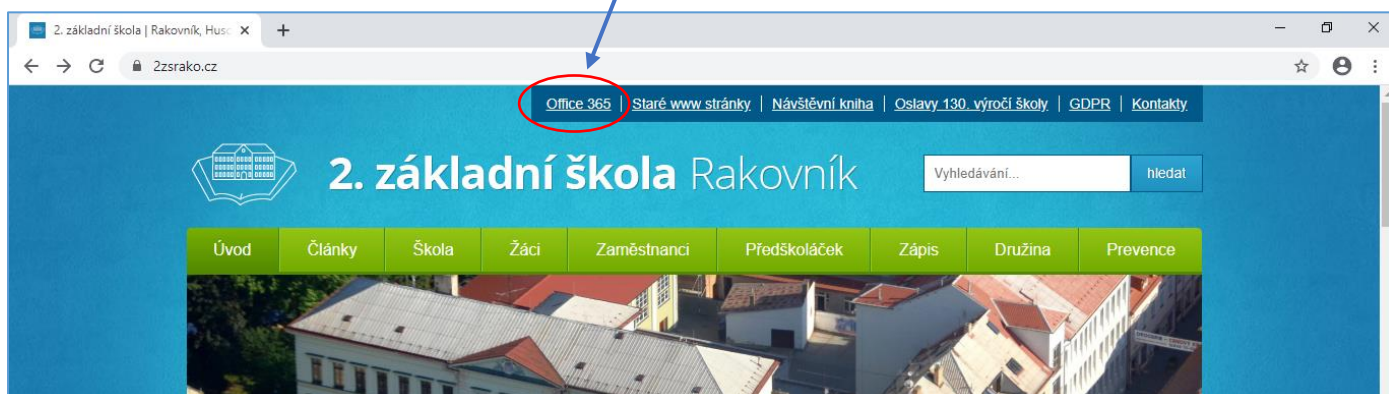 2. základní škola | Rakovník, Huso
2zsrako.cz
Office 365 | Staré www stránky | Návštěvní kniha | Oslavy 130. výročí školy | GDPR | Kontakty
2. základní škola Rakovník
Vyhledávání...
hledat
Úvod Články Škola Žáci Zaměstnanci Předškoláček Zápis Družina Prevence